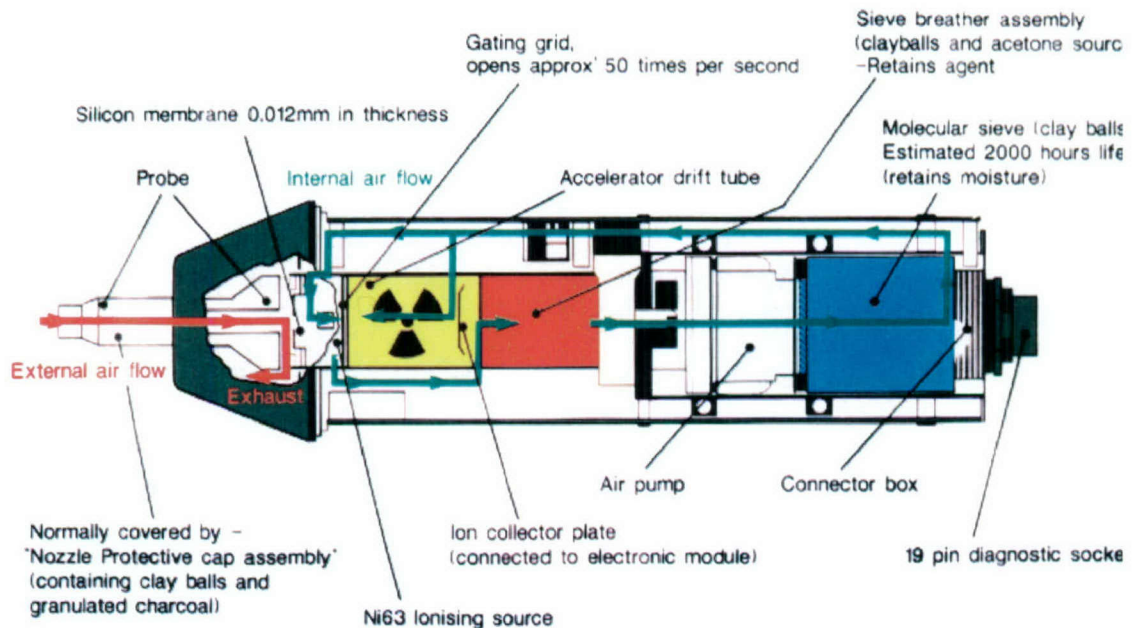 Sieve breather assembly
(clayballs and acetone sourc
-Retains agent
Gating grid,
opens approx' 50 times per second
Silicon membrane 0.012mm in thickness
Molecular sieve (clay balls
Estimated 2000 hours life
(retains moisture)
Probe
Internal air flow
Accelerator drift tube
External air flow
Exhaust
Air pump
Connector box
Normally covered by -
'Nozzle Protective cap assembly'
(containing clay balls and
granulated charcoal)
Ion collector plate
(connected to electronic module)
19 pin diagnostic socke
Ni63 Ionising source